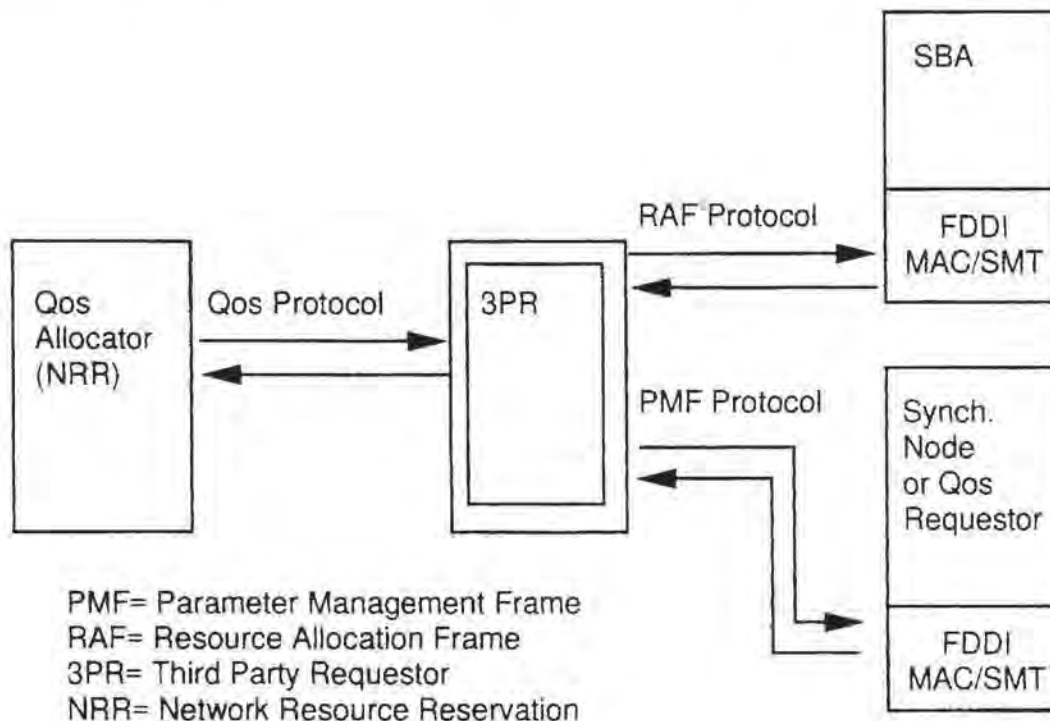 SBA
FDDI
MAC/SMT
RAF Protocol
Qos
Allocator
(NRR)
Qos Protocol
3PR
PMF Protocol
Synch.
Node
or Qos
Requestor
FDDI
MAC/SMT
PMF= Parameter Management Frame
RAF= Resource Allocation Frame
3PR= Third Party Requestor
NRR= Network Resource Reservation